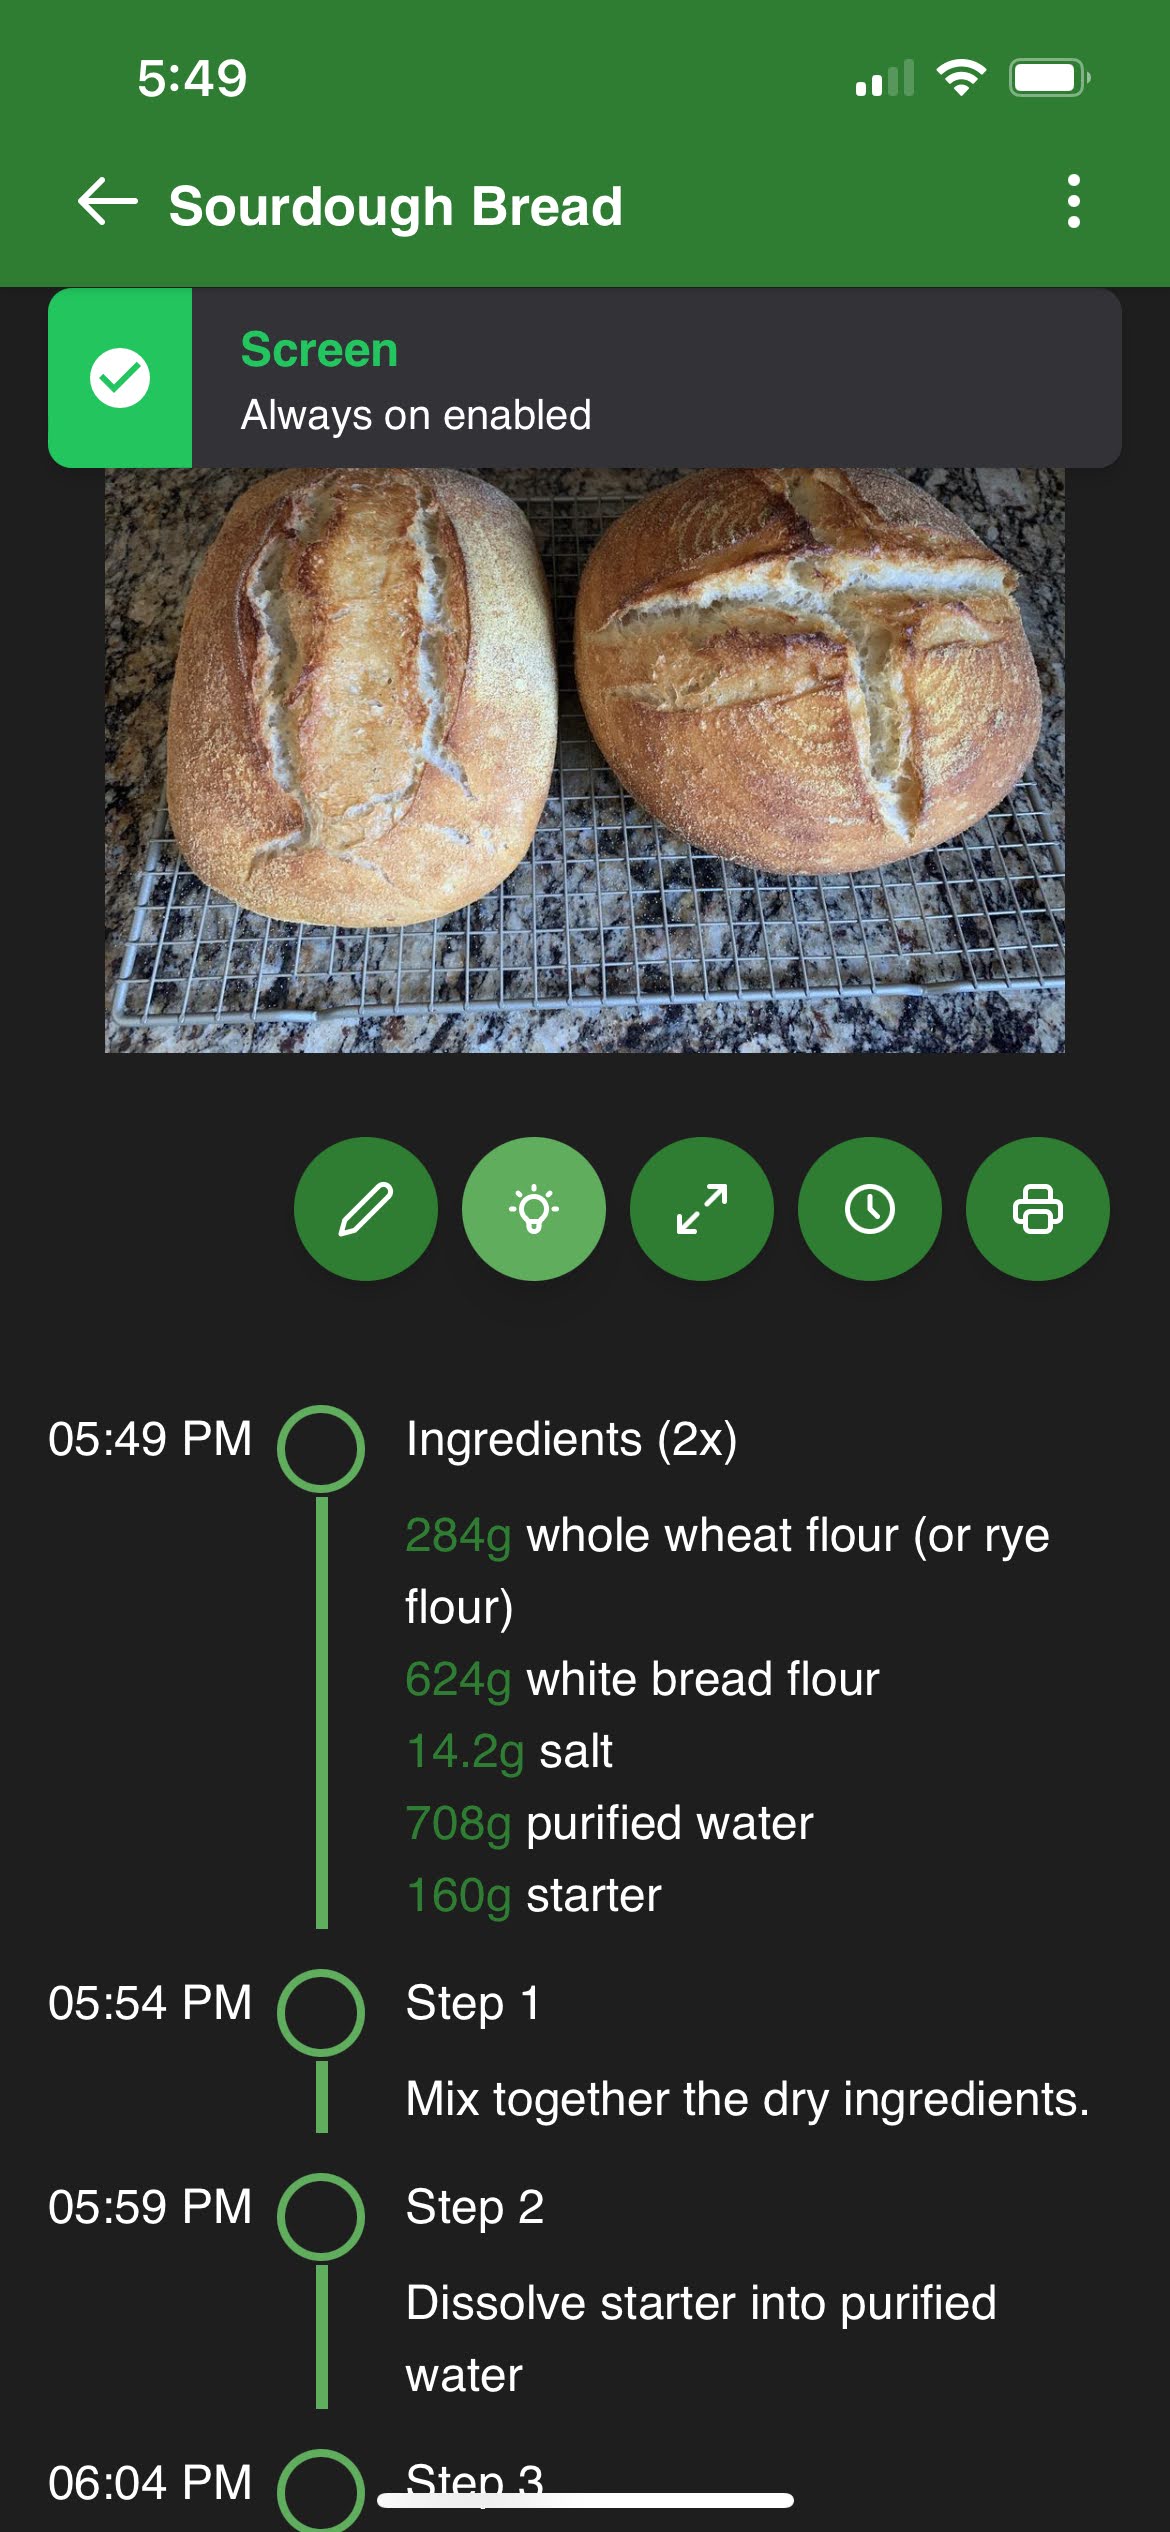 5:49
Sourdough Bread
Screen
Always on enabled
05:49 PM
Ingredients (2x)
284g whole wheat flour (or rye
flour)
624g white bread flour
14.2g salt
708g purified water
160g starter
05:54 PM
Step 1
Mix together the dry ingredients.
05:59 PM
Step 2
Dissolve starter into purified
water
06:04 PM
Step 3